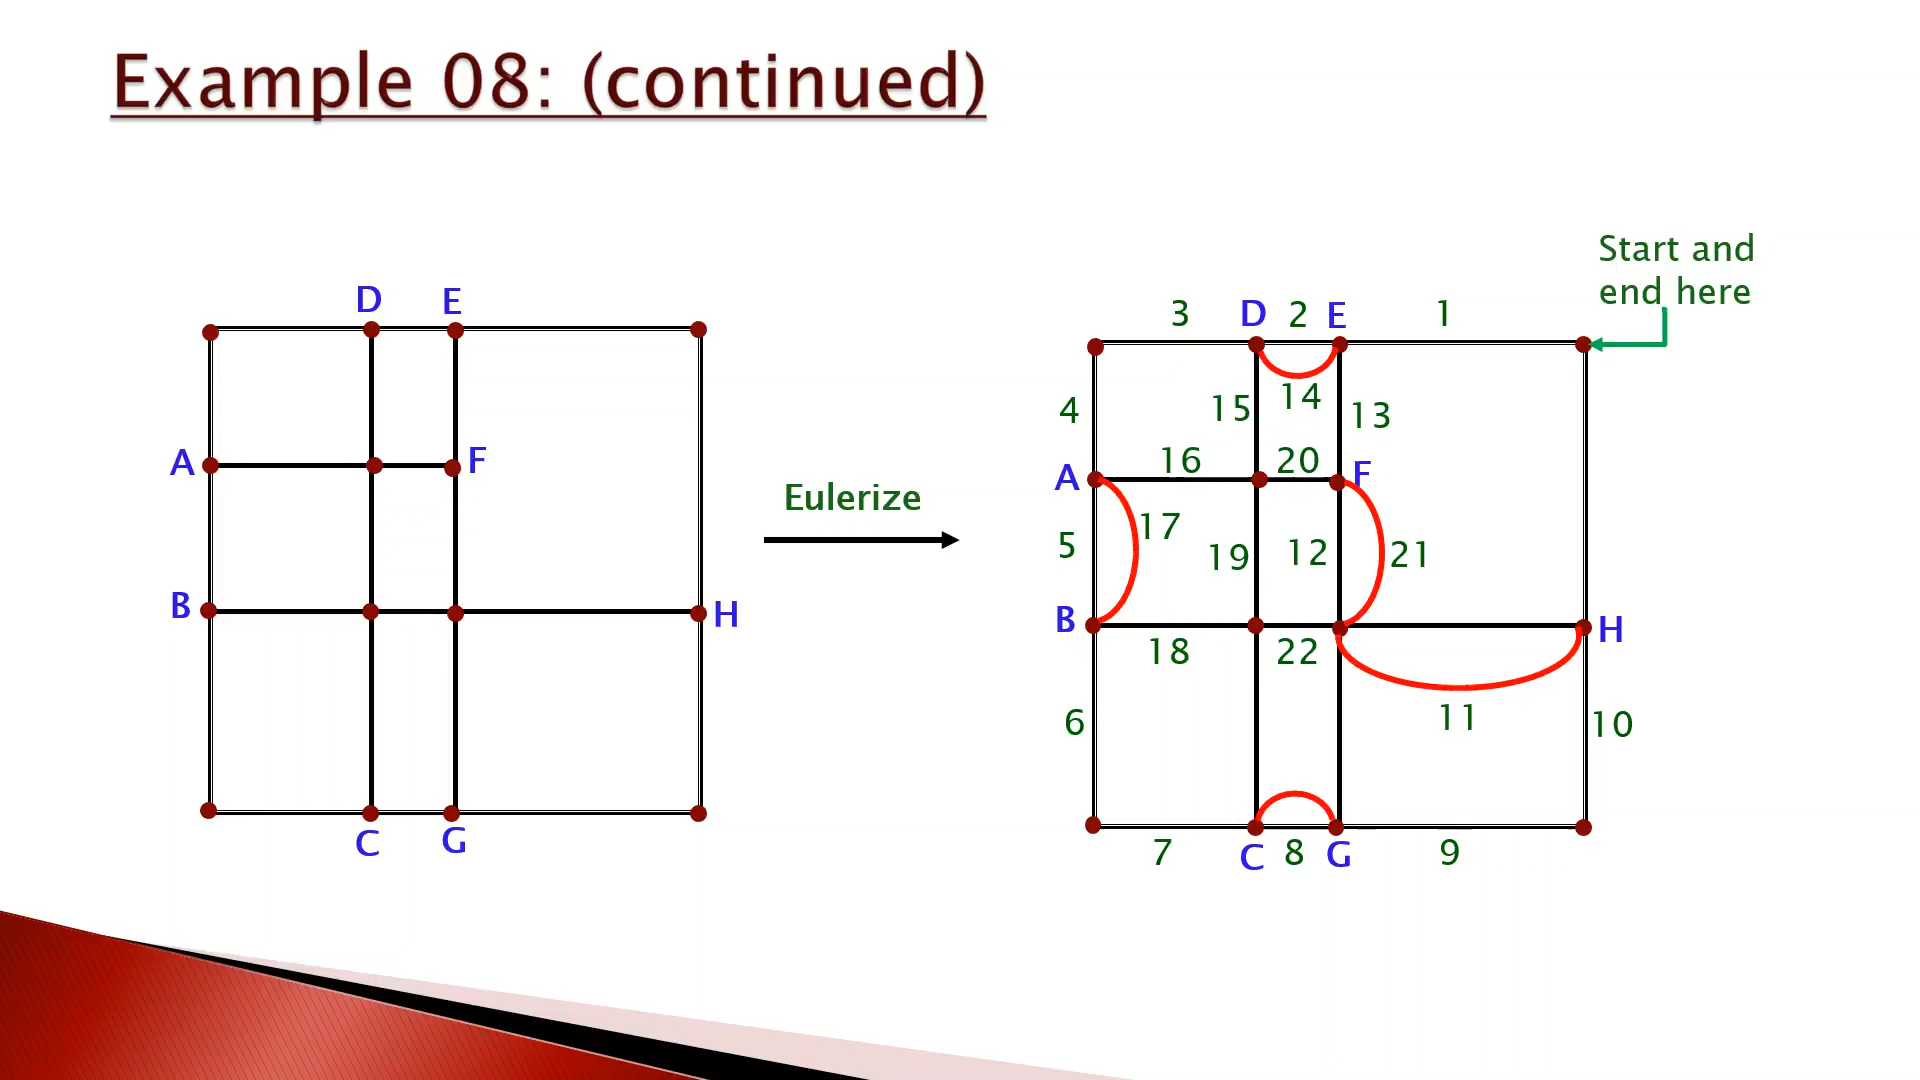 Example 08: (continued)
Start and
end here
D E
A F
B H
C G
Eulerize
3 D 2 E 1
4 15 14 13
A 16 20 F
5 17 19 12 21
B 18 22 H
6 11 10
7 C 8 G 9